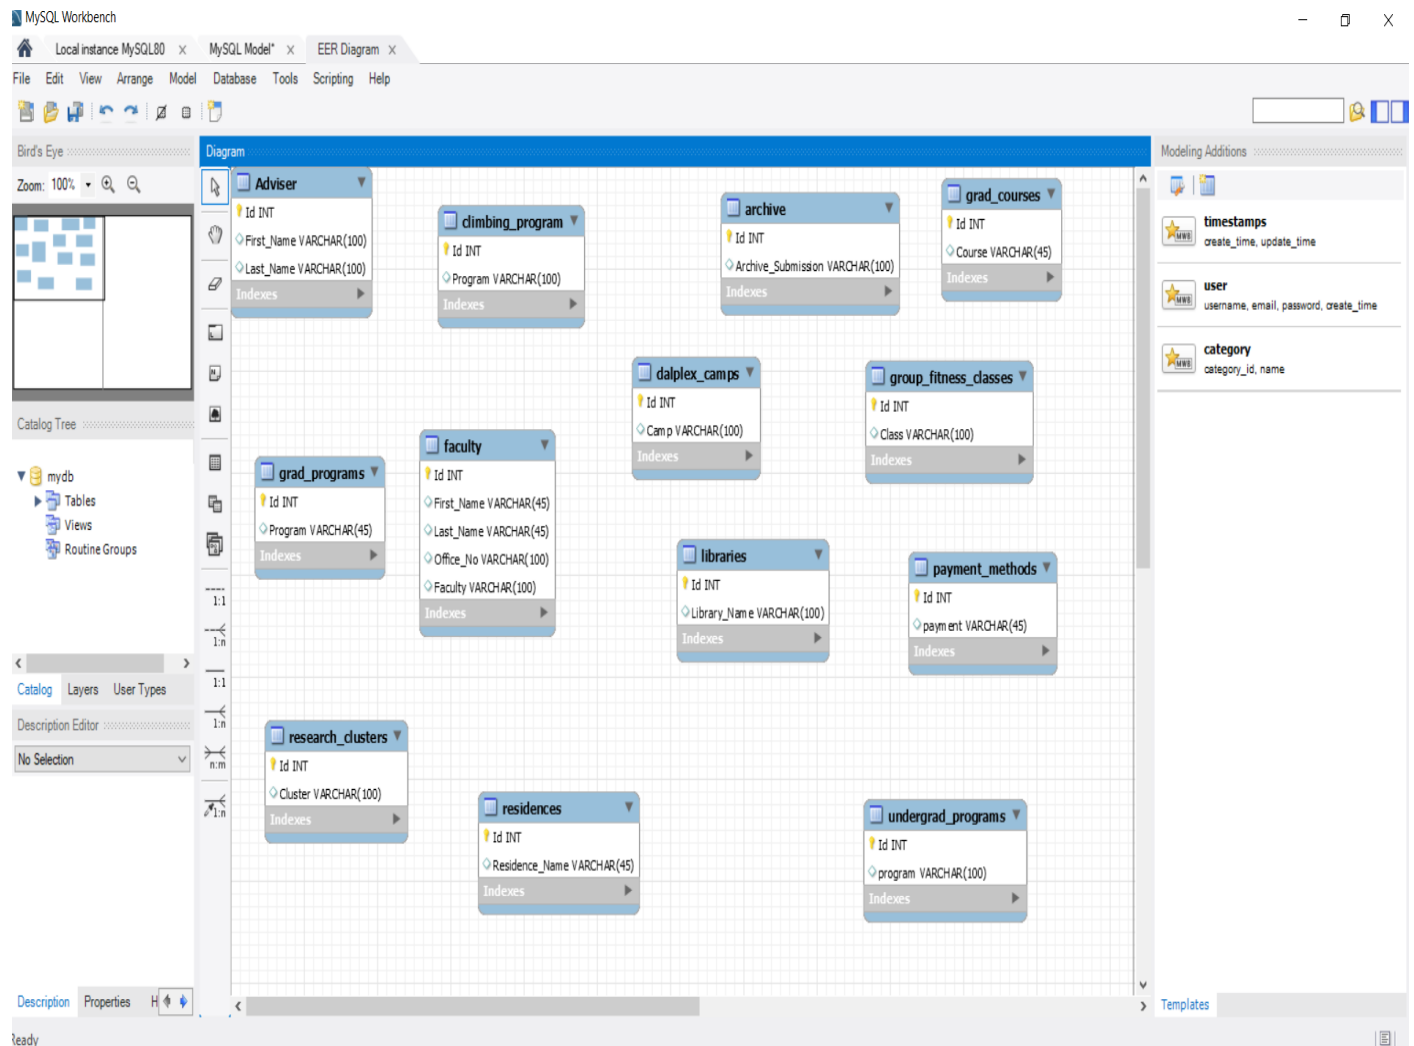 MySQL Workbench
Local instance MySQL80 x MySQL Model* x EER Diagram x
File Edit View Arrange Model Database Tools Scripting Help
Bird's Eye
Zoom: 100%
Catalog Tree
mydb
Tables
Views
Routine Groups
Catalog Layers User Types
Description Editor
No Selection
Description Properties H
Ready
Diagram
1:1
1:n
1:1
1:n
n:m
1:n
Adviser
Id INT
First_Name VARCHAR(100)
Last_Name VARCHAR(100)
Indexes
climbing_program
Id INT
Program VARCHAR(100)
Indexes
archive
Id INT
Archive_Submission VARCHAR(100)
Indexes
grad_courses
Id INT
Course VARCHAR(45)
Indexes
dalplex_camps
Id INT
Camp VARCHAR(100)
Indexes
group_fitness_classes
Id INT
Class VARCHAR(100)
Indexes
grad_programs
Id INT
Program VARCHAR(45)
Indexes
faculty
Id INT
First_Name VARCHAR(45)
Last_Name VARCHAR(45)
Office_No VARCHAR(100)
Faculty VARCHAR(100)
Indexes
libraries
Id INT
Library_Name VARCHAR(100)
Indexes
payment_methods
Id INT
payment VARCHAR(45)
Indexes
research_clusters
Id INT
Cluster VARCHAR(100)
Indexes
residences
Id INT
Residence_Name VARCHAR(45)
Indexes
undergrad_programs
Id INT
program VARCHAR(100)
Indexes
Modeling Additions
MWB
timestamps
create_time, update_time
MWB
user
username, email, password, create_time
MWB
category
category_id, name
Templates